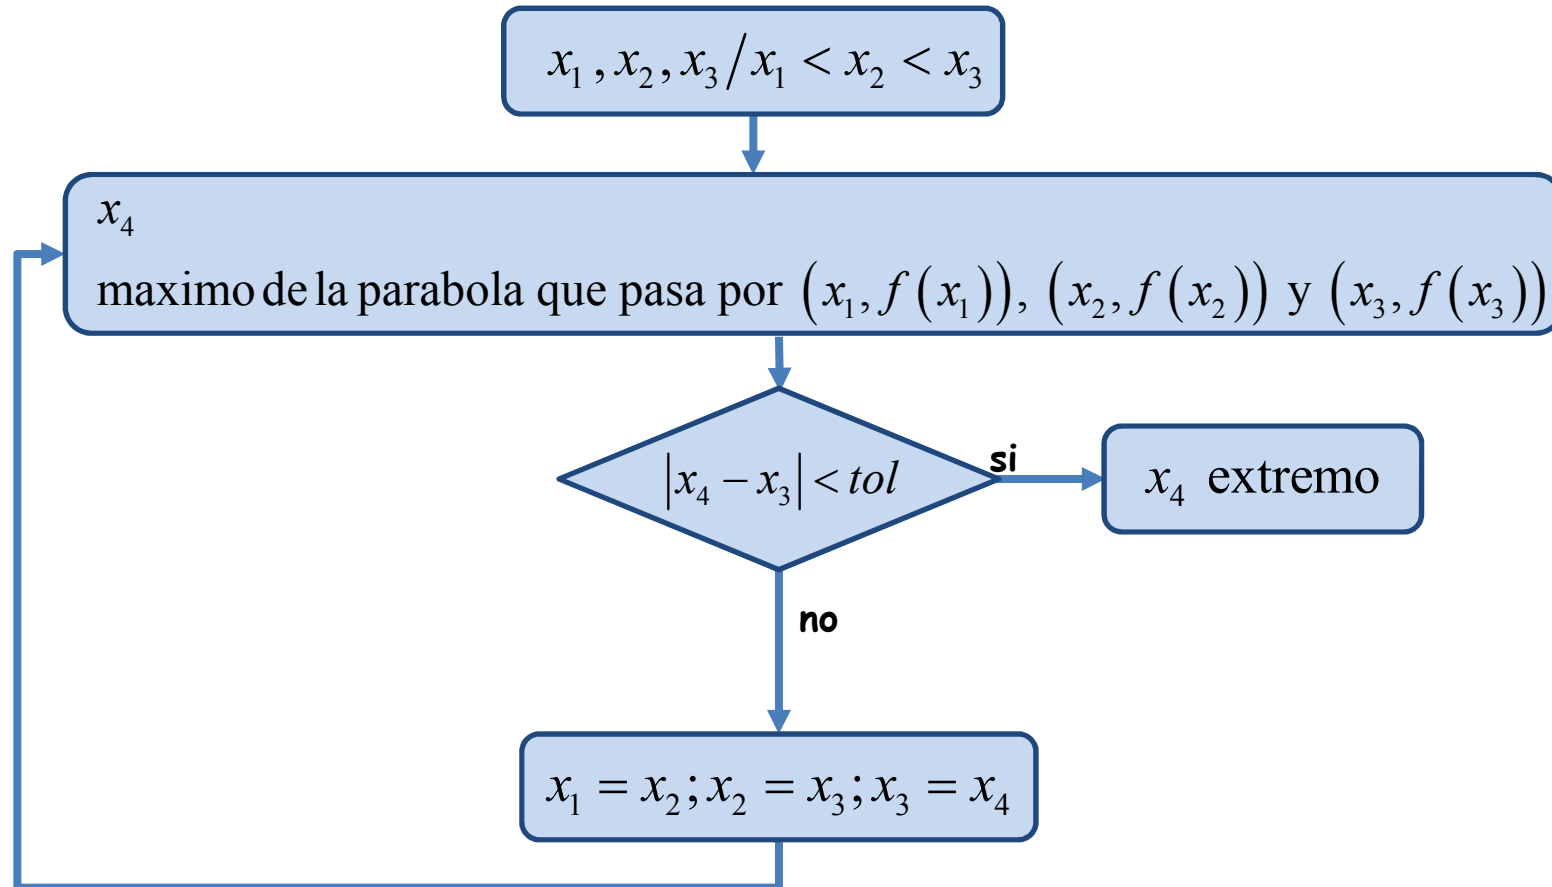 x₁, x₂, x₃/x₁ < x₂ < x₃
x₄
maximo de la parabola que pasa por (x₁, f(x₁)), (x₂, f(x₂)) y (x₃, f(x₃))
|x₄ − x₃| < tol
si
x₄ extremo
no
x₁ = x₂; x₂ = x₃; x₃ = x₄